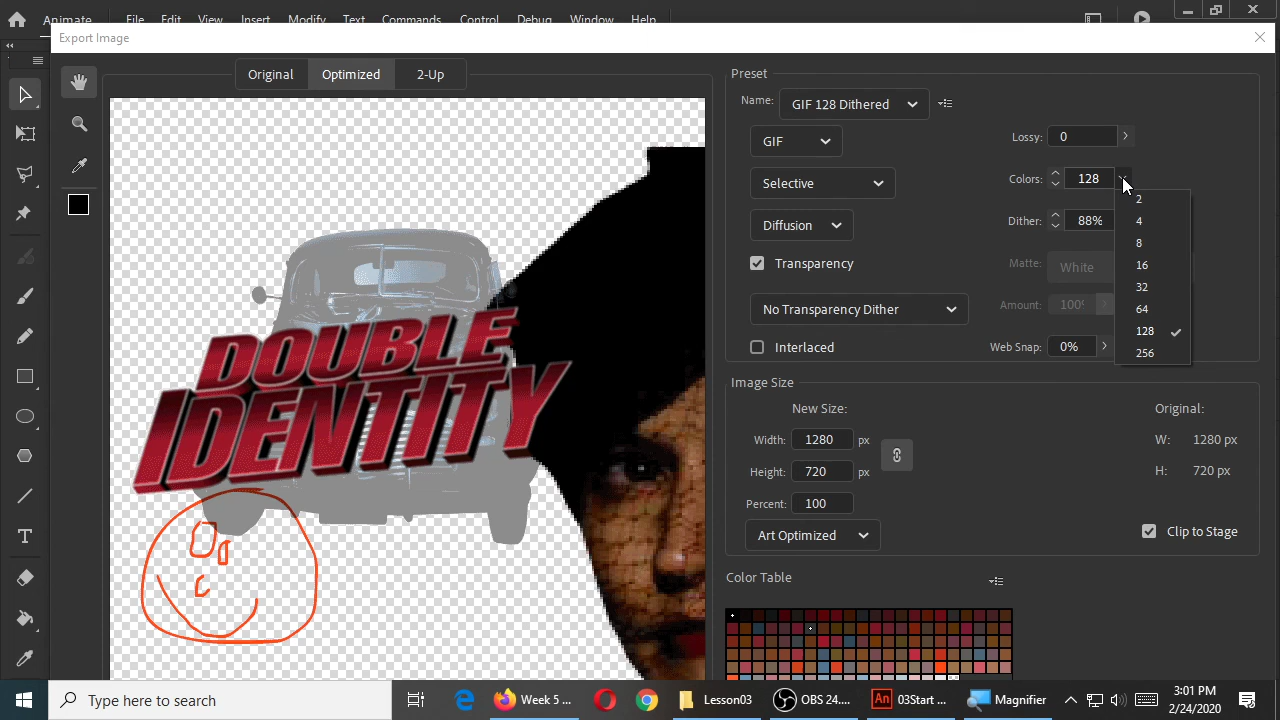 Animate File Edit View Insert Modify Text Commands Control Debug Window Help
Export Image
Original Optimized 2-Up
Preset
Name: GIF 128 Dithered
GIF
Lossy: 0
Selective
Colors: 128
2
4
8
16
32
64
128
256
Diffusion
Dither: 88%
Transparency
Matte: White
No Transparency Dither
Amount: 100%
Interlaced
Web Snap: 0%
Image Size
New Size:
Original:
Width: 1280 px
W: 1280 px
Height: 720 px
H: 720 px
Percent: 100
Art Optimized
Clip to Stage
Color Table
DOUBLE
IDENTITY
Type here to search
Week 5 ...
Lesson03
OBS 24....
An 03Start ...
Magnifier
3:01 PM
2/24/2020